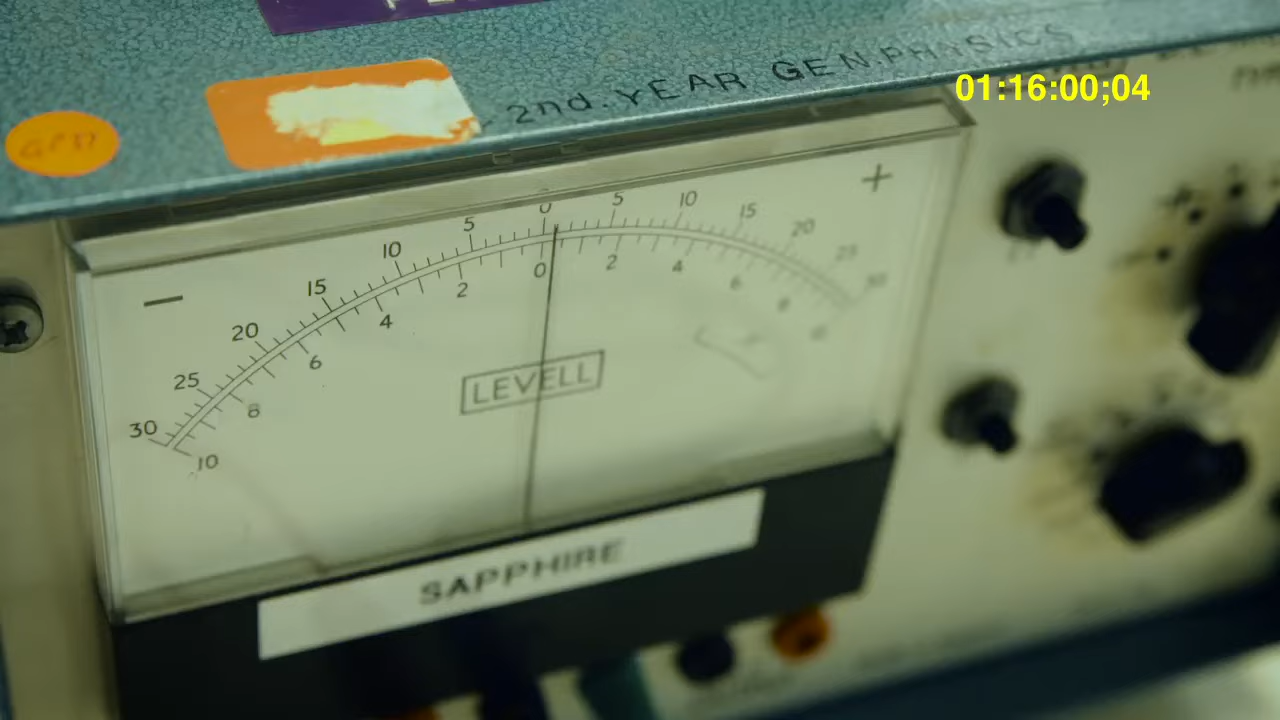 2nd. YEAR GEN. PHYSICS
01:16:00;04
+
5 0 5 10 15 20 25 30
10
0 2 4 6 8 10
15 2
20 4
25 6
30 8
10
LEVELL
SAPPHIRE